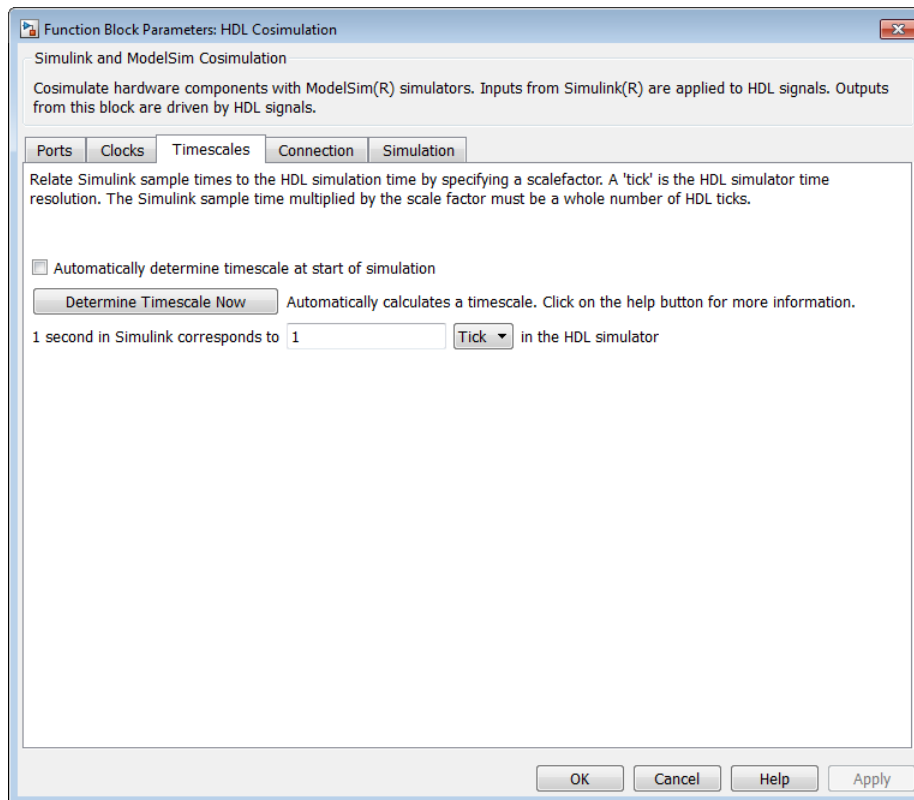 Function Block Parameters: HDL Cosimulation
Simulink and ModelSim Cosimulation
Cosimulate hardware components with ModelSim(R) simulators. Inputs from Simulink(R) are applied to HDL signals. Outputs
from this block are driven by HDL signals.
Ports Clocks Timescales Connection Simulation
Relate Simulink sample times to the HDL simulation time by specifying a scalefactor. A 'tick' is the HDL simulator time
resolution. The Simulink sample time multiplied by the scale factor must be a whole number of HDL ticks.
Automatically determine timescale at start of simulation
Determine Timescale Now Automatically calculates a timescale. Click on the help button for more information.
1 second in Simulink corresponds to 1 Tick in the HDL simulator
OK Cancel Help Apply